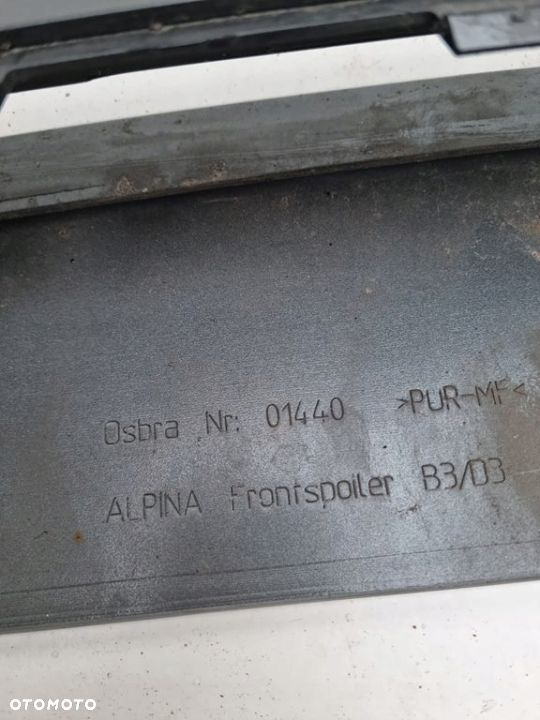 Osbra Nr: 01440 >PUR-MF<
ALPINA Frontspoiler B3/D3
OTOMOTO